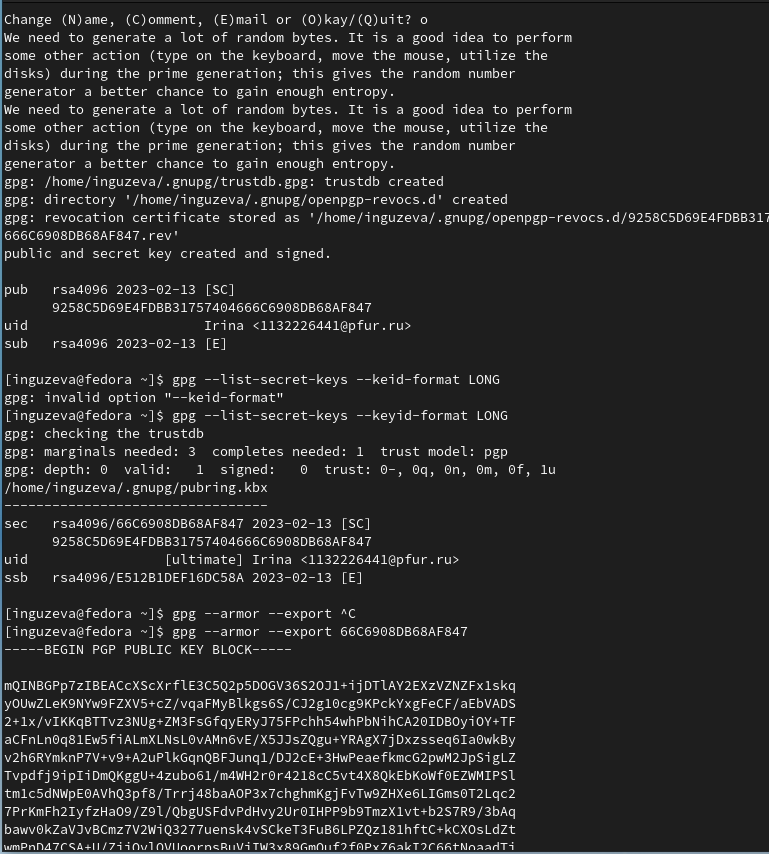 Change (N)ame, (C)omment, (E)mail or (O)kay/(Q)uit? o
We need to generate a lot of random bytes. It is a good idea to perform
some other action (type on the keyboard, move the mouse, utilize the
disks) during the prime generation; this gives the random number
generator a better chance to gain enough entropy.
We need to generate a lot of random bytes. It is a good idea to perform
some other action (type on the keyboard, move the mouse, utilize the
disks) during the prime generation; this gives the random number
generator a better chance to gain enough entropy.
gpg: /home/inguzeva/.gnupg/trustdb.gpg: trustdb created
gpg: directory '/home/inguzeva/.gnupg/openpgp-revocs.d' created
gpg: revocation certificate stored as '/home/inguzeva/.gnupg/openpgp-revocs.d/9258C5D69E4FDBB317
666C6908DB68AF847.rev'
public and secret key created and signed.
pub   rsa4096 2023-02-13 [SC]
      9258C5D69E4FDBB31757404666C6908DB68AF847
uid                      Irina <1132226441@pfur.ru>
sub   rsa4096 2023-02-13 [E]
[inguzeva@fedora ~]$ gpg --list-secret-keys --keid-format LONG
gpg: invalid option "--keid-format"
[inguzeva@fedora ~]$ gpg --list-secret-keys --keyid-format LONG
gpg: checking the trustdb
gpg: marginals needed: 3  completes needed: 1  trust model: pgp
gpg: depth: 0  valid:   1  signed:   0  trust: 0-, 0q, 0n, 0m, 0f, 1u
/home/inguzeva/.gnupg/pubring.kbx
---------------------------------
sec   rsa4096/66C6908DB68AF847 2023-02-13 [SC]
      9258C5D69E4FDBB31757404666C6908DB68AF847
uid                 [ultimate] Irina <1132226441@pfur.ru>
ssb   rsa4096/E512B1DEF16DC58A 2023-02-13 [E]
[inguzeva@fedora ~]$ gpg --armor --export ^C
[inguzeva@fedora ~]$ gpg --armor --export 66C6908DB68AF847
-----BEGIN PGP PUBLIC KEY BLOCK-----
mQINBGPp7zIBEACcXScXrflE3C5Q2p5DOGV36S2OJ1+ijDTlAY2EXzVZNZFx1skq
yOUwZLeK9NYw9FZXV5+cZ/vqaFMyBlkgs6S/CJ2g10cg9KPckYxgFeCF/aEbVADS
2+1x/vIKKqBTTvz3NUg+ZM3FsGfqyERyJ75FPchh54whPbNihCA20IDBOyiOY+TF
aCFnLn0q81Ew5fiALmXLNsL0vAMn6vE/X5JJsZQgu+YRAgX7jDxzsseq6Ia0wkBy
v2h6RYmknP7V+v9+A2uPlkGqnQBFJunq1/DJ2cE+3HwPeaefkmcG2pwM2JpSigLZ
Tvpdfj9ipIiDmQKggU+4zubo61/m4WH2r0r4218cC5vt4X8QkEbKoWf0EZWMIPSl
tm1c5dNWpE0AVhQ3pf8/Trrj48baAOP3x7chghmKgjFvTw9ZHXe6LIGms0T2Lqc2
7PrKmFh2IyfzHaO9/Z9l/QbgUSFdvPdHvy2Ur0IHPP9b9TmzX1vt+b2S7R9/3bAq
bawv0kZaVJvBCmz7V2WiQ3277uensk4vSCkeT3FuB6LPZQz181hftC+kCXOsLdZt